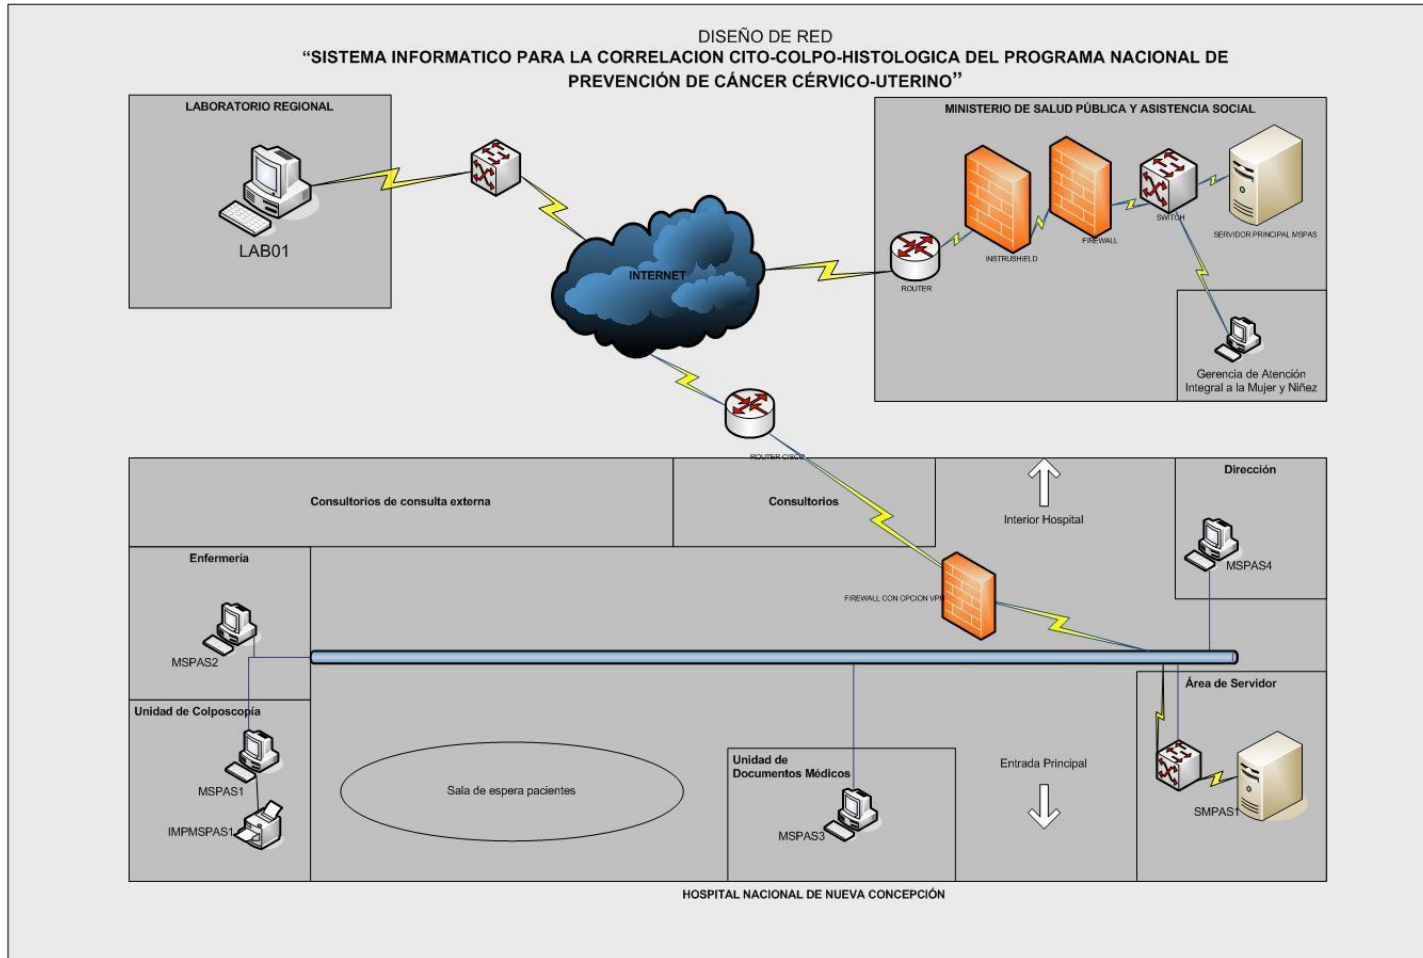 DISEÑO DE RED
“SISTEMA INFORMATICO PARA LA CORRELACION CITO-COLPO-HISTOLOGICA DEL PROGRAMA NACIONAL DE
PREVENCIÓN DE CÁNCER CÉRVICO-UTERINO”
LABORATORIO REGIONAL
LAB01
INTERNET
MINISTERIO DE SALUD PÚBLICA Y ASISTENCIA SOCIAL
ROUTER
INSTRUSHIELD
FIREWALL
SWITCH
SERVIDOR PRINCIPAL MSPAS
Gerencia de Atención
Integral a la Mujer y Niñez
ROUTER CISCO
Consultorios de consulta externa
Consultorios
Interior Hospital
Dirección
MSPAS4
Enfermería
MSPAS2
FIREWALL CON OPCION VPN
Unidad de Colposcopía
MSPAS1
IMPMSPAS1
Sala de espera pacientes
Unidad de
Documentos Médicos
MSPAS3
Entrada Principal
Área de Servidor
SMPAS1
HOSPITAL NACIONAL DE NUEVA CONCEPCIÓN